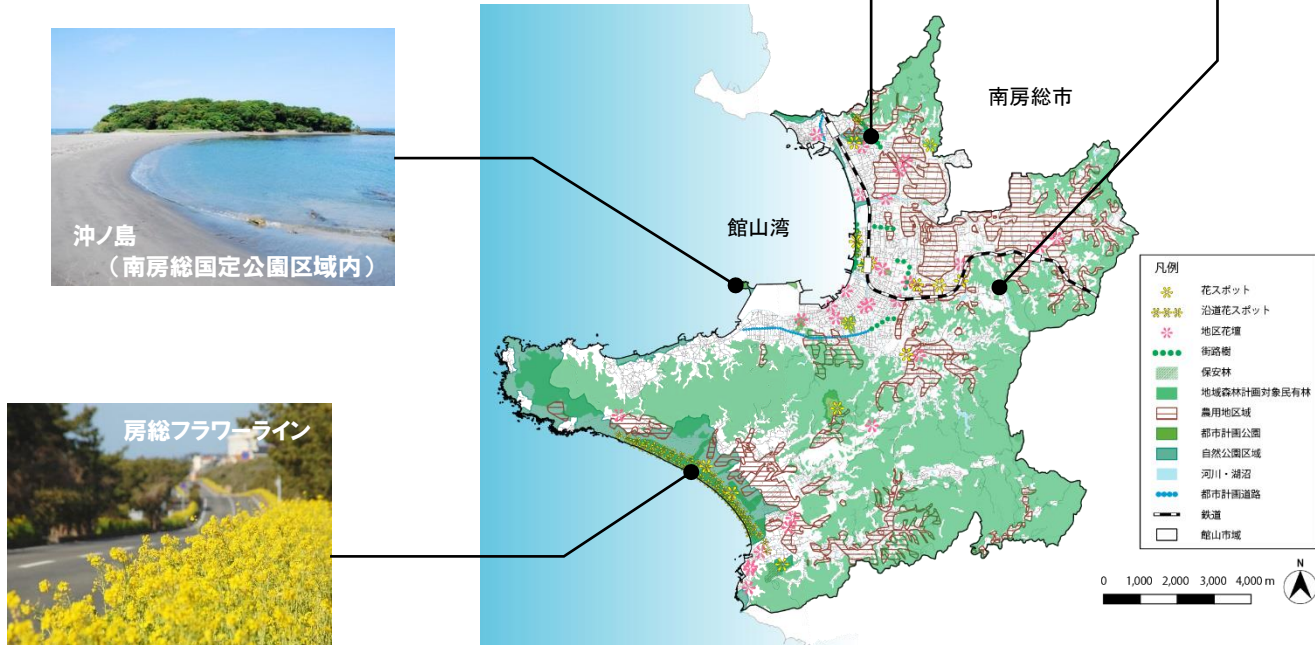 南房総市
館山湾
沖ノ島
（南房総国定公園区域内）
房総フラワーライン
凡例
花スポット
沿道花スポット
地区花壇
街路樹
保安林
地域森林計画対象民有林
農用地区域
都市計画公園
自然公園区域
河川・湖沼
都市計画道路
鉄道
館山市域
0 1,000 2,000 3,000 4,000 m
N